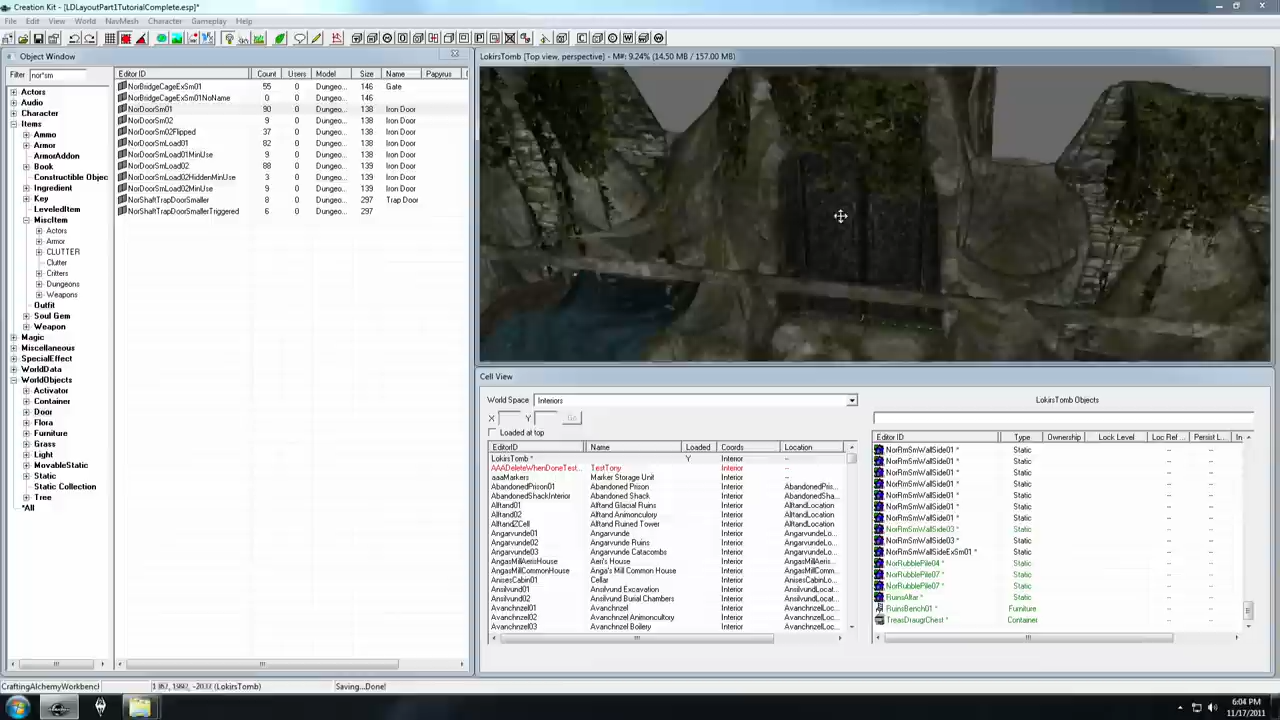 Creation Kit - [LDLayoutPart1TutorialComplete.esp]*
File Edit View World NavMesh Character Gameplay Help
Object Window
LokirsTomb [Top view, perspective] - M#: 9.24% (14.50 MB / 157.00 MB)
Filter nor*sm
Editor ID Count Users Model Size Name Papyrus
Actors
Audio
Character
Items
Ammo
Armor
ArmorAddon
Book
Constructible Objec
Ingredient
Key
LeveledItem
MiscItem
Actors
Armor
CLUTTER
Clutter
Critters
Dungeons
Weapons
Outfit
Soul Gem
Weapon
Magic
Miscellaneous
SpecialEffect
WorldData
WorldObjects
Activator
Container
Door
Flora
Furniture
Grass
Light
MovableStatic
Static
Static Collection
Tree
*All
NorBridgeCageExSm01 55 0 Dungeo... 146 Gate
NorBridgeCageExSm01NoName 0 Dungeo... 146
NorDoorSm01 90 0 Dungeo... 138 Iron Door
NorDoorSm02 9 0 Dungeo... 138 Iron Door
NorDoorSm02Flipped 37 0 Dungeo... 138 Iron Door
NorDoorSmLoad01 82 0 Dungeo... 138 Iron Door
NorDoorSmLoad01MinUse 9 0 Dungeo... 138 Iron Door
NorDoorSmLoad02 88 0 Dungeo... 139 Iron Door
NorDoorSmLoad02HiddenMinUse 3 0 Dungeo... 139 Iron Door
NorDoorSmLoad02MinUse 9 0 Dungeo... 139 Iron Door
NorShaftTrapDoorSmaller 8 0 Dungeo... 297 Trap Door
NorShaftTrapDoorSmallerTriggered 6 0 Dungeo... 297
Cell View
World Space Interiors
LokirsTomb Objects
X Y Go
Loaded at top
EditorID Name Loaded Coords Location
LokirsTomb * Y Interior --
AAADeleteWhenDoneTest... TestTony Interior --
aaaMarkers Marker Storage Unit Interior --
AbandonedPrison01 Abandoned Prison Interior AbandonedPris...
AbandonedShackInterior Abandoned Shack Interior AbandonedSha...
Alftand01 Alftand Glacial Ruins Interior AlftandLocation
Alftand02 Alftand Animonculory Interior AlftandLocation
AlftandZCell Alftand Ruined Tower Interior AlftandLocation
Angarvunde01 Angarvunde Interior AngarvundeLo...
Angarvunde02 Angarvunde Ruins Interior AngarvundeLo...
Angarvunde03 Angarvunde Catacombs Interior AngarvundeLo...
AngasMillAerisHouse Aeri's House Interior AngasMillAeris...
AngasMillCommonHouse Anga's Mill Common House Interior AngasMillComm...
AnisesCabin01 Cellar Interior AnisesCabinLo...
Ansilvund01 Ansilvund Excavation Interior AnsilvundLocat...
Ansilvund02 Ansilvund Burial Chambers Interior AnsilvundLocat...
Avanchnzel01 Avanchnzel Interior AvanchnzelLoc...
Avanchnzel02 Avanchnzel Animonculory Interior AvanchnzelLoc...
Avanchnzel03 Avanchnzel Boilery Interior AvanchnzelLoc...
Editor ID Type Ownership Lock Level Loc Ref ... Persist L... In
NorRmSmWallSide01 * Static -- --
NorRmSmWallSide01 * Static -- --
NorRmSmWallSide01 * Static -- --
NorRmSmWallSide01 * Static -- --
NorRmSmWallSide01 * Static -- --
NorRmSmWallSide01 * Static -- --
NorRmSmWallSide01 * Static -- --
NorRmSmWallSide03 * Static -- --
NorRmSmWallSide03 * Static -- --
NorRmSmWallSideExSm01 * Static -- --
NorRubblePile04 * Static -- --
NorRubblePile07 * Static -- --
NorRubblePile07 * Static -- --
RuinsAltar * Static -- --
RuinsBench01 * Furniture -- --
TreasDraugrChest * Container -- --
CraftingAlchemyWorkbencl (LokirsTomb) Saving...Done!
6:04 PM
11/17/2011